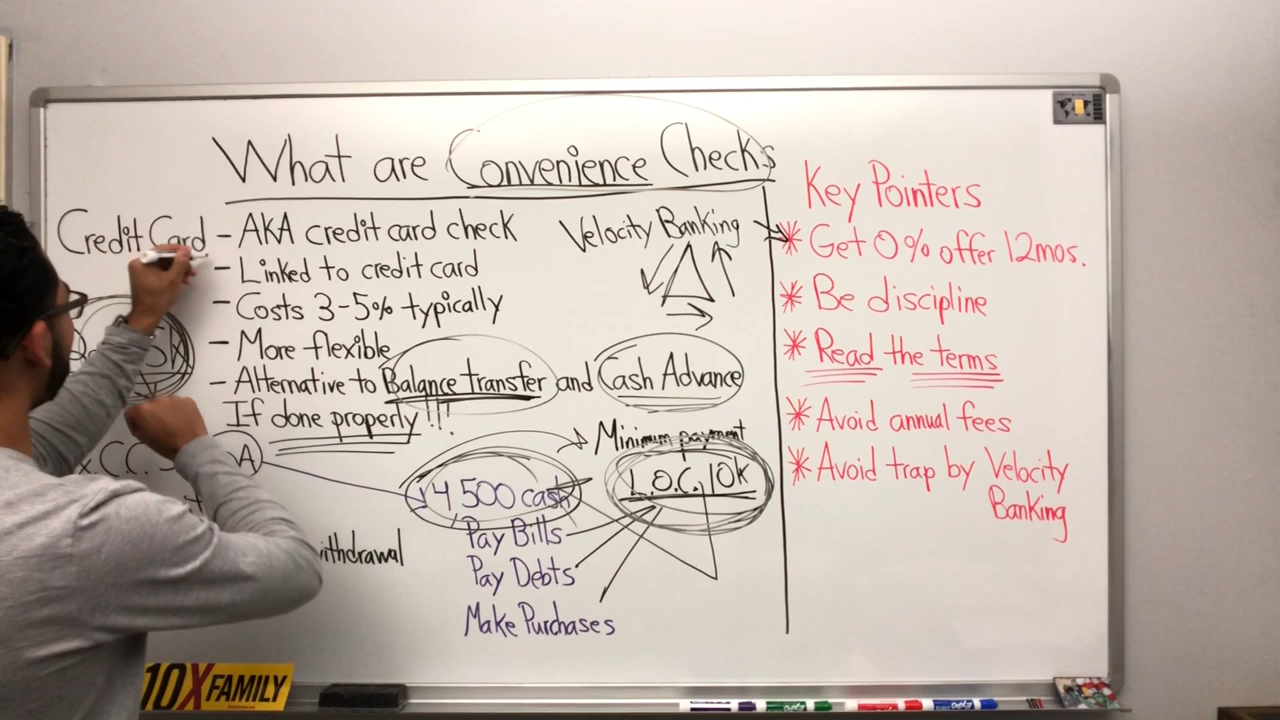 What are Convenience Checks
Credit Card - AKA credit card check
- Linked to credit card
- Costs 3-5% typically
- More flexible
- Alternative to Balance transfer and Cash Advance
If done properly!!!
Velocity Banking
Minimum payment
L.O.C. 10k
4,500 cash
Pay Bills
Pay Debts
Make Purchases
Key Pointers
* Get 0% offer 12mos.
* Be discipline
* Read the terms
* Avoid annual fees
* Avoid trap by Velocity
Banking
10X FAMILY